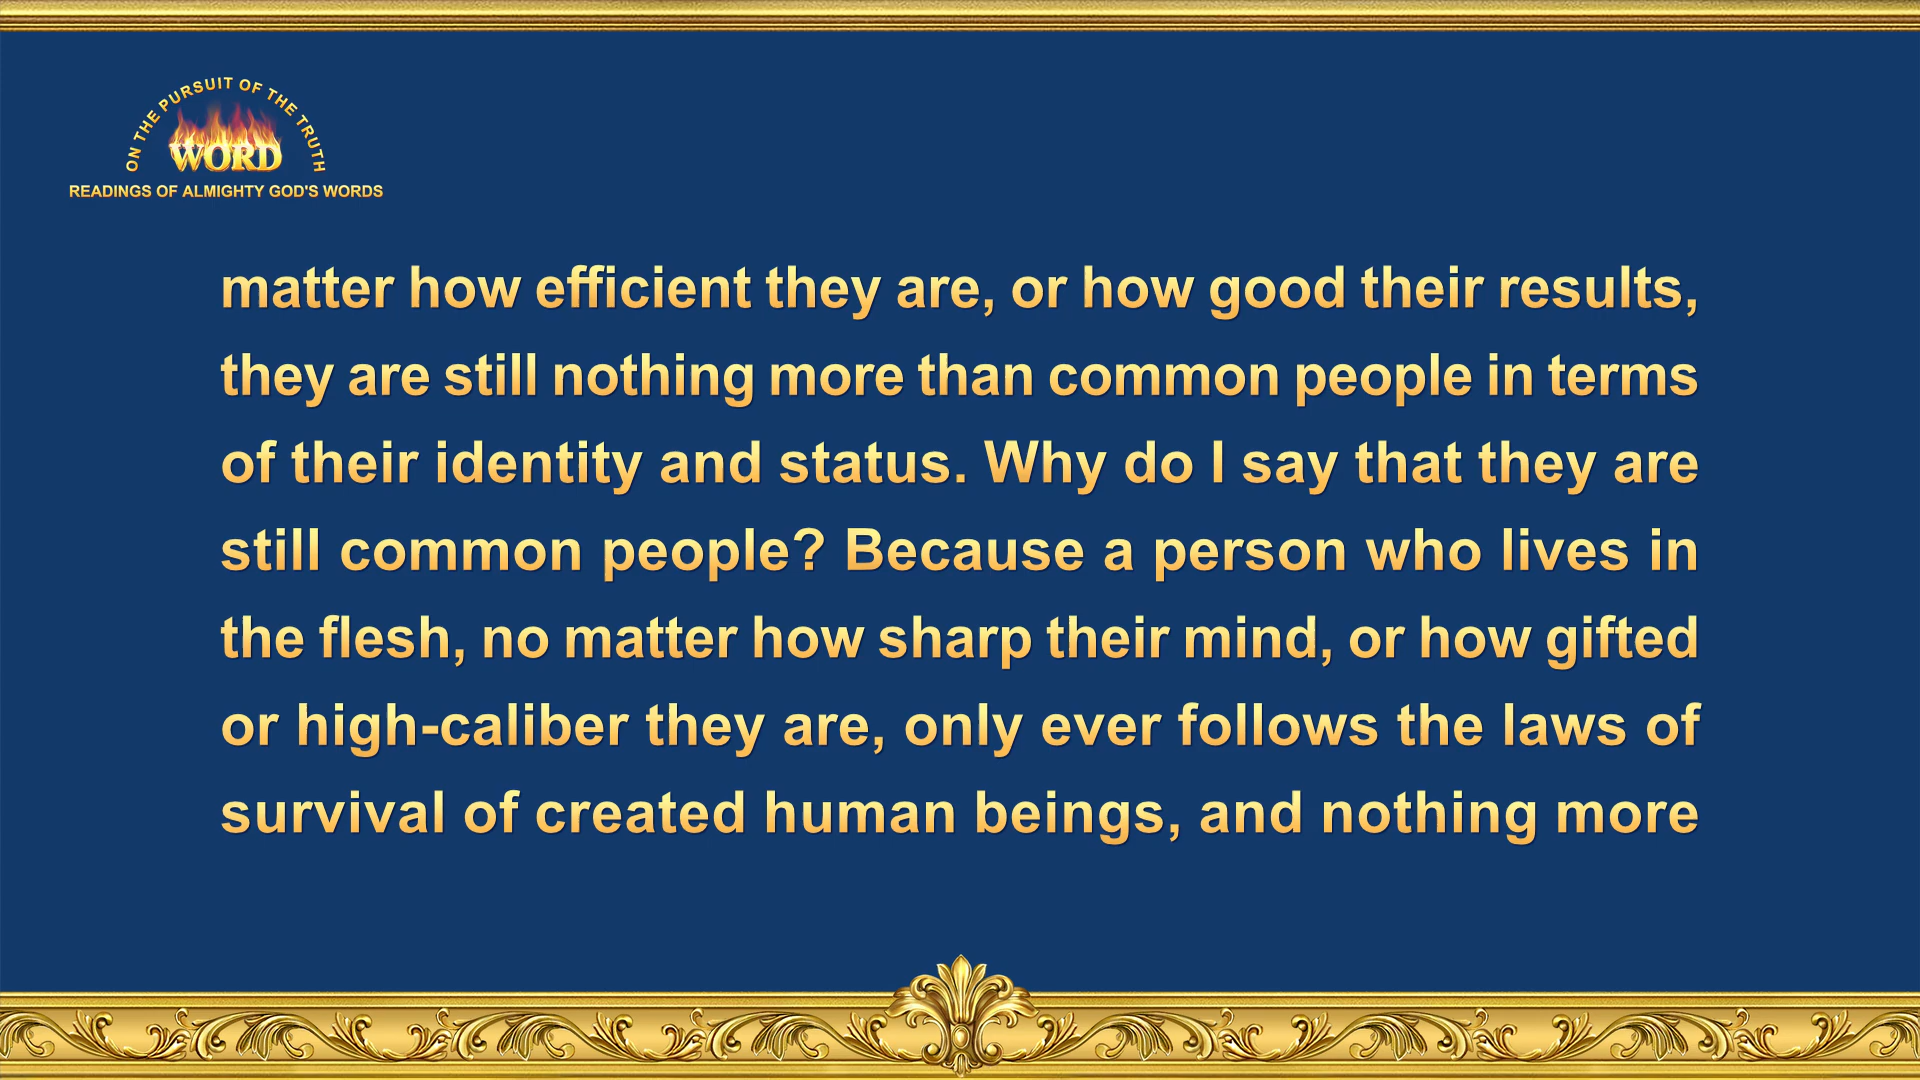 ON THE PURSUIT OF THE TRUTH
WORD
READINGS OF ALMIGHTY GOD'S WORDS
matter how efficient they are, or how good their results,
they are still nothing more than common people in terms
of their identity and status. Why do I say that they are
still common people? Because a person who lives in
the flesh, no matter how sharp their mind, or how gifted
or high-caliber they are, only ever follows the laws of
survival of created human beings, and nothing more